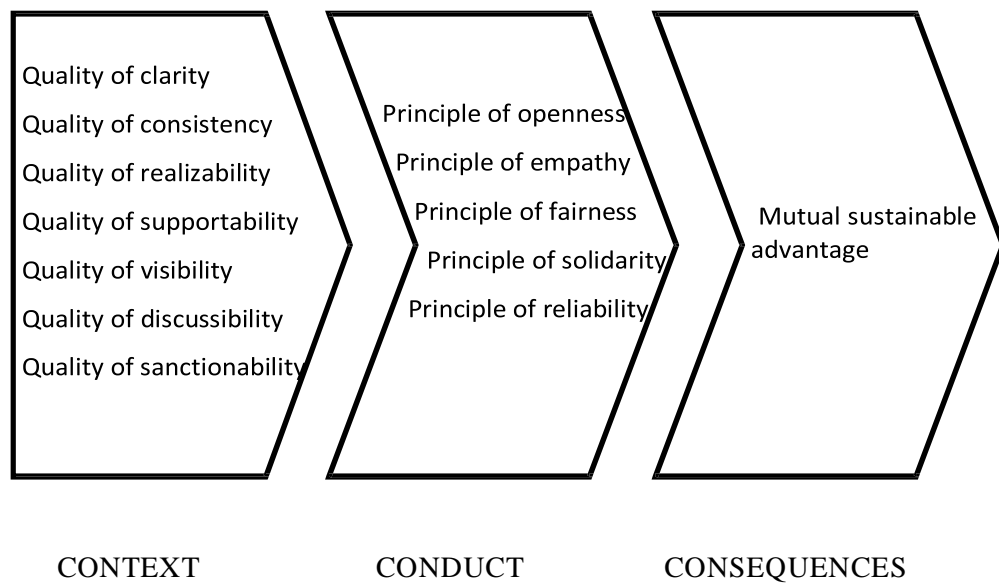 Quality of clarity
Quality of consistency
Quality of realizability
Quality of supportability
Quality of visibility
Quality of discussibility
Quality of sanctionability
Principle of openness
Principle of empathy
Principle of fairness
Principle of solidarity
Principle of reliability
Mutual sustainable
advantage
CONTEXT
CONDUCT
CONSEQUENCES